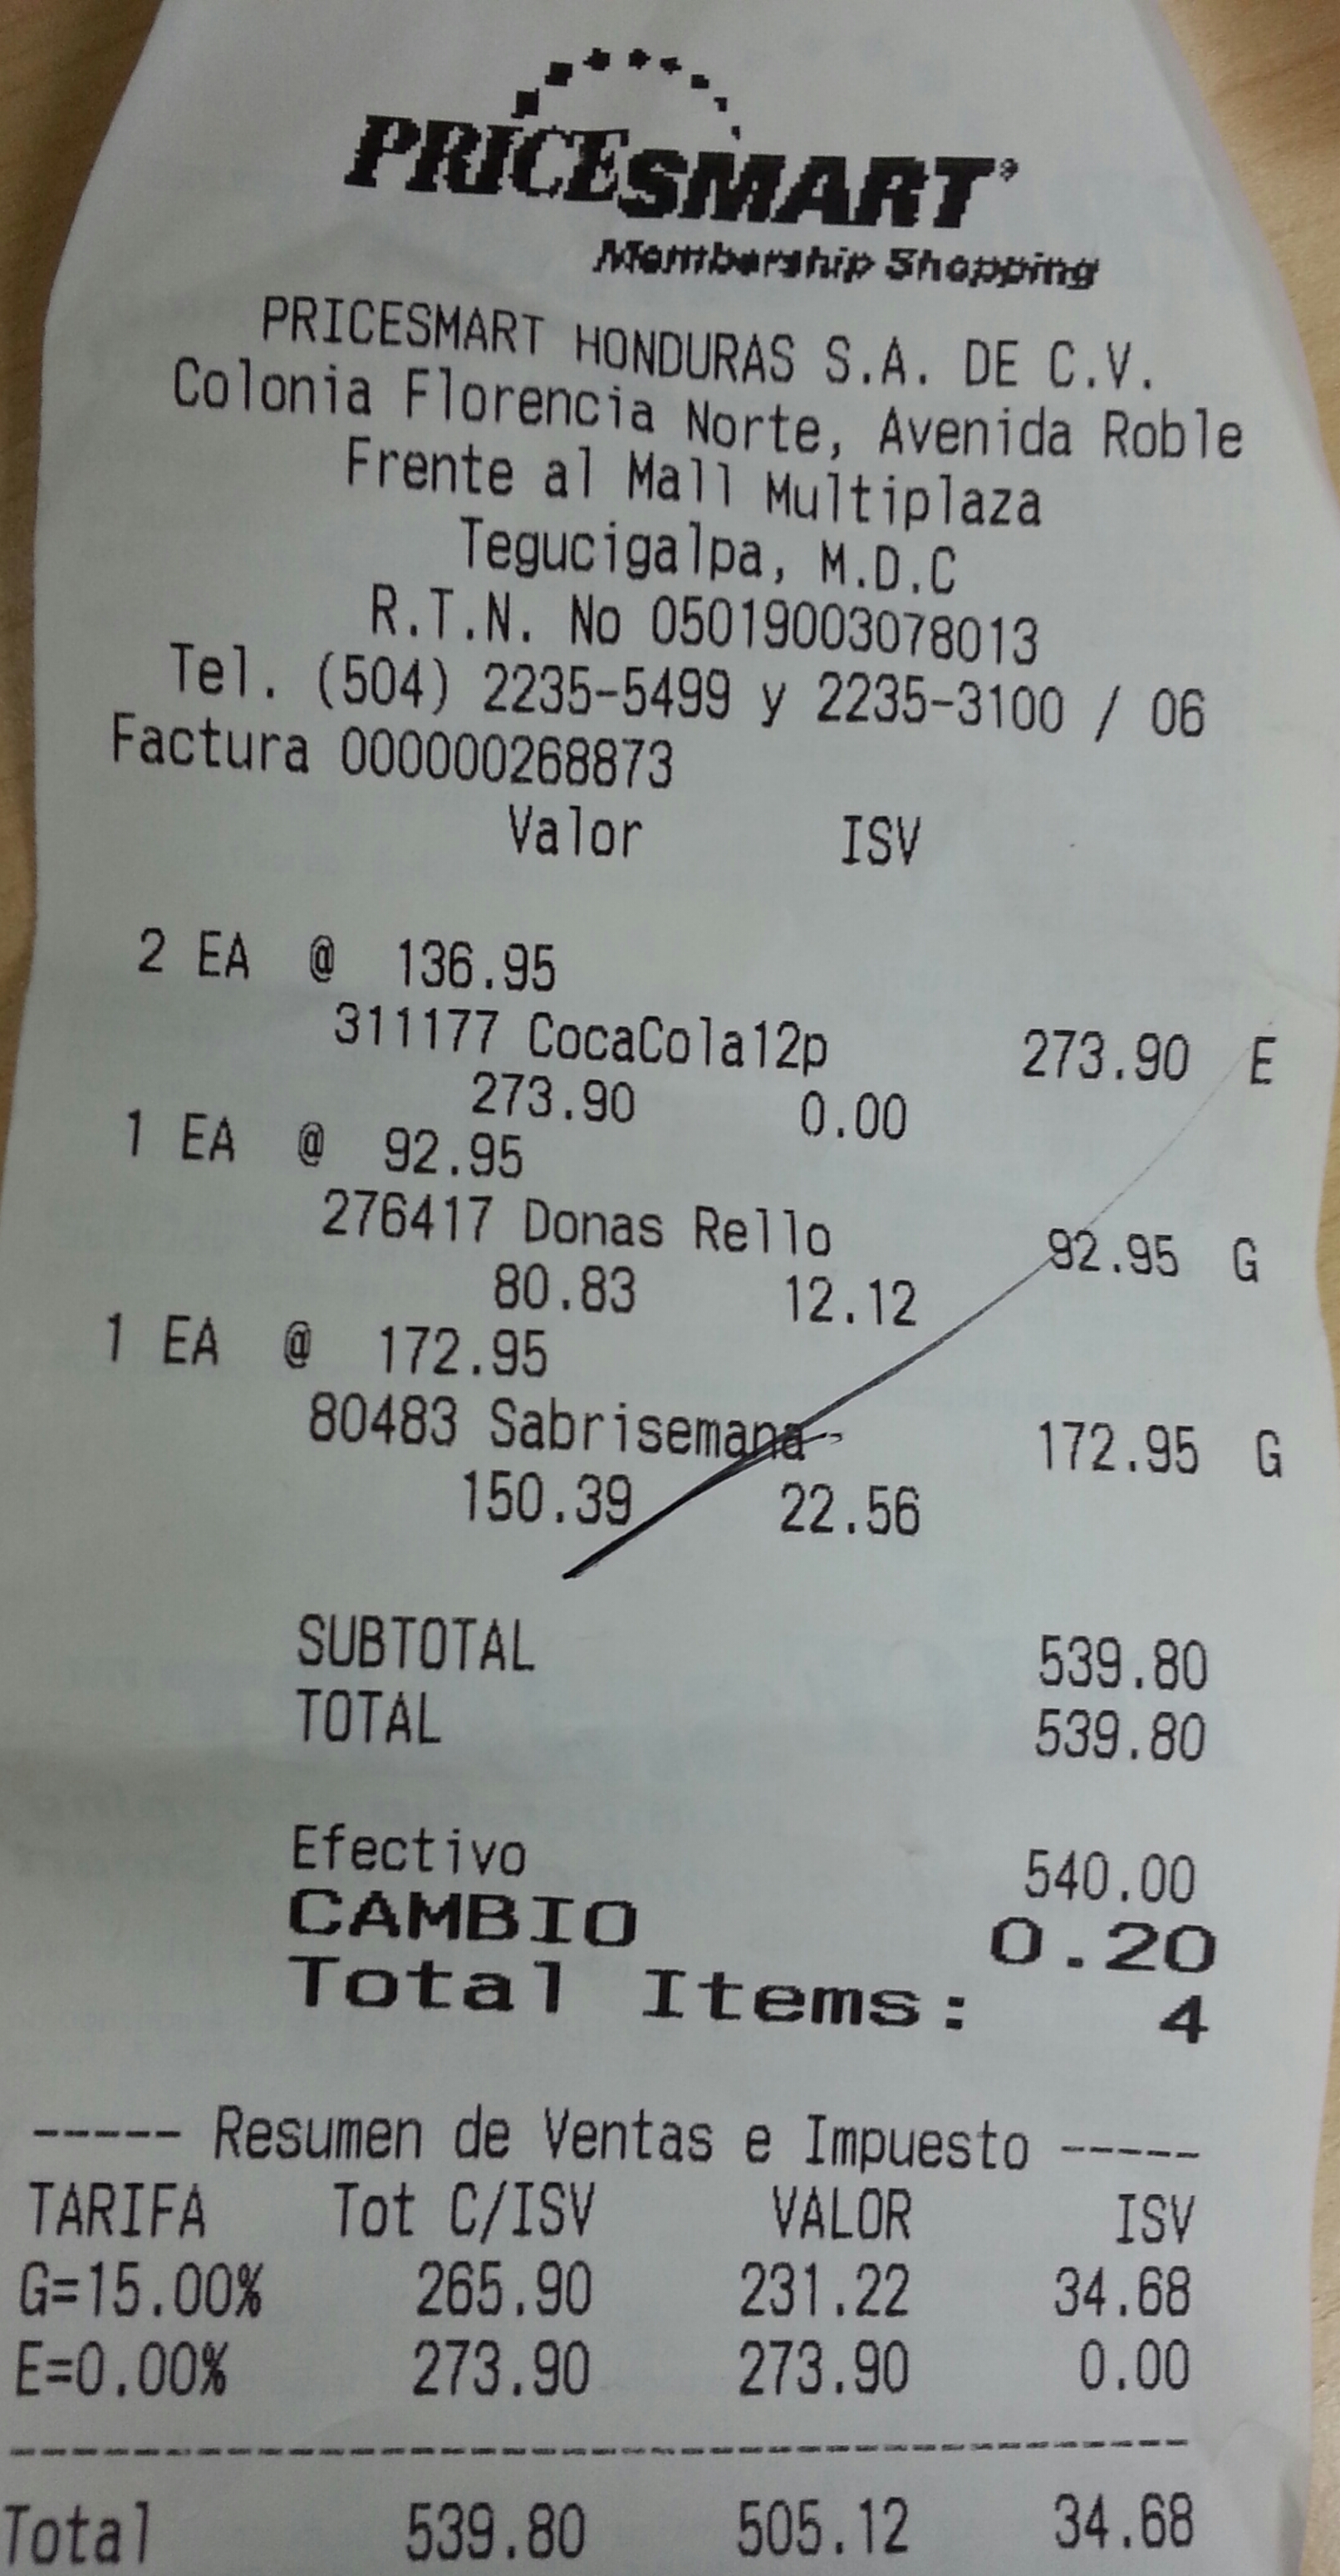 PRICESMART
Membership Shopping
PRICESMART HONDURAS S.A. DE C.V.
Colonia Florencia Norte, Avenida Roble
Frente al Mall Multiplaza
Tegucigalpa, M.D.C
R.T.N. No 05019003078013
Tel. (504) 2235-5499 y 2235-3100 / 06
Factura 000000268873
Valor ISV
2 EA @ 136.95
311177 CocaCola12p 273.90 E
273.90 0.00
1 EA @ 92.95
276417 Donas Rello 92.95 G
80.83 12.12
1 EA @ 172.95
80483 Sabrisemana 172.95 G
150.39 22.56
SUBTOTAL 539.80
TOTAL 539.80
Efectivo 540.00
CAMBIO 0.20
Total Items: 4
----- Resumen de Ventas e Impuesto -----
TARIFA Tot C/ISV VALOR ISV
G=15.00% 265.90 231.22 34.68
E=0.00% 273.90 273.90 0.00
----------------------------------------
Total 539.80 505.12 34.68